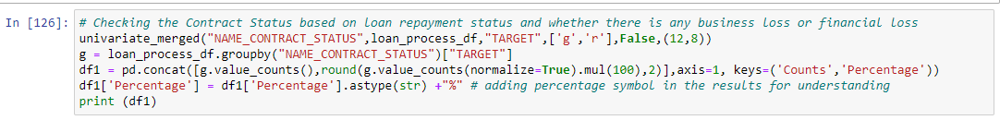 In [126]: # Checking the Contract Status based on loan repayment status and whether there is any business loss or financial loss
univariate_merged("NAME_CONTRACT_STATUS",loan_process_df,"TARGET",['g','r'],False,(12,8))
g = loan_process_df.groupby("NAME_CONTRACT_STATUS")["TARGET"]
df1 = pd.concat([g.value_counts(),round(g.value_counts(normalize=True).mul(100),2)],axis=1, keys=('Counts','Percentage'))
df1['Percentage'] = df1['Percentage'].astype(str) +"%" # adding percentage symbol in the results for understanding
print (df1)